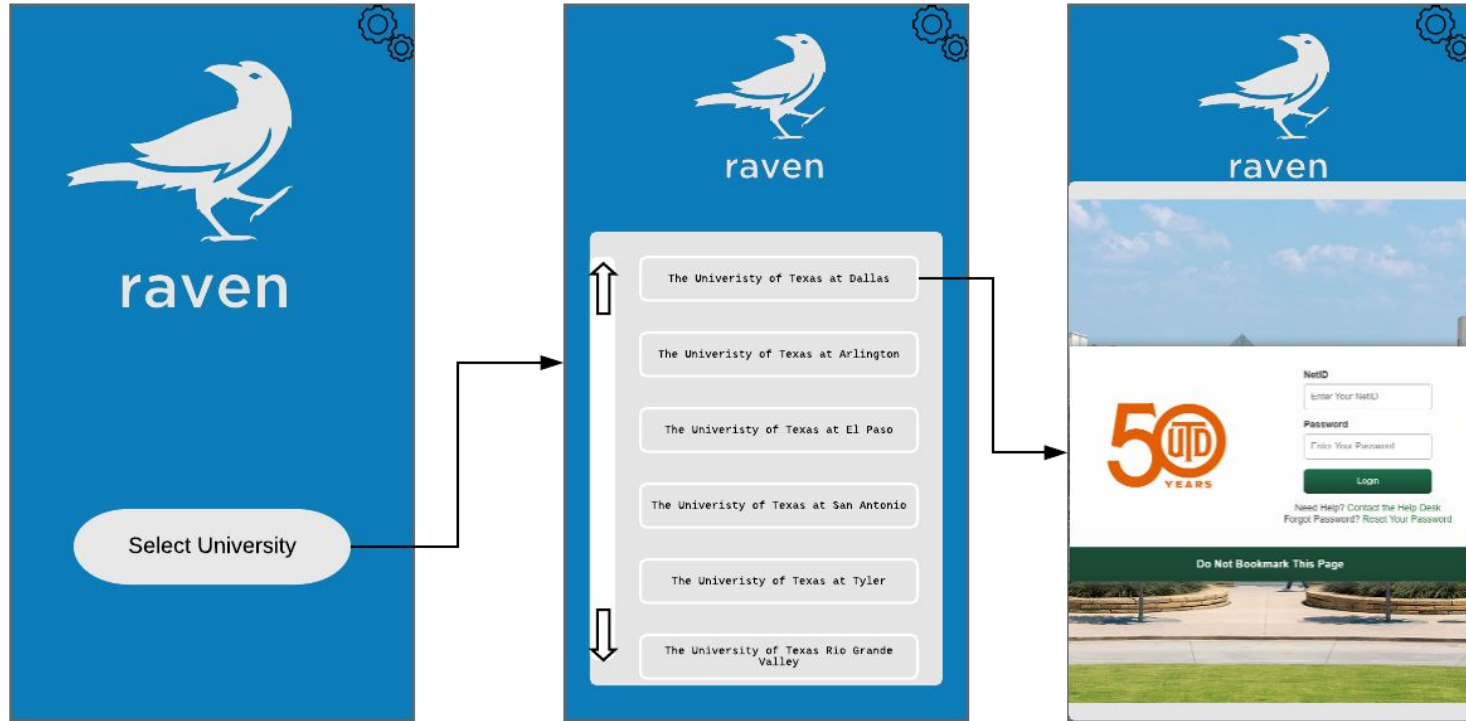 raven
Select University
raven
The Univeristy of Texas at Dallas
The Univeristy of Texas at Arlington
The Univeristy of Texas at El Paso
The Univeristy of Texas at San Antonio
The Univeristy of Texas at Tyler
The University of Texas Rio Grande
Valley
raven
50
UTD
YEARS
NetID
Enter Your NetID
Password
Enter Your Password
Login
Need Help? Contact the Help Desk
Forgot Password? Reset Your Password
Do Not Bookmark This Page